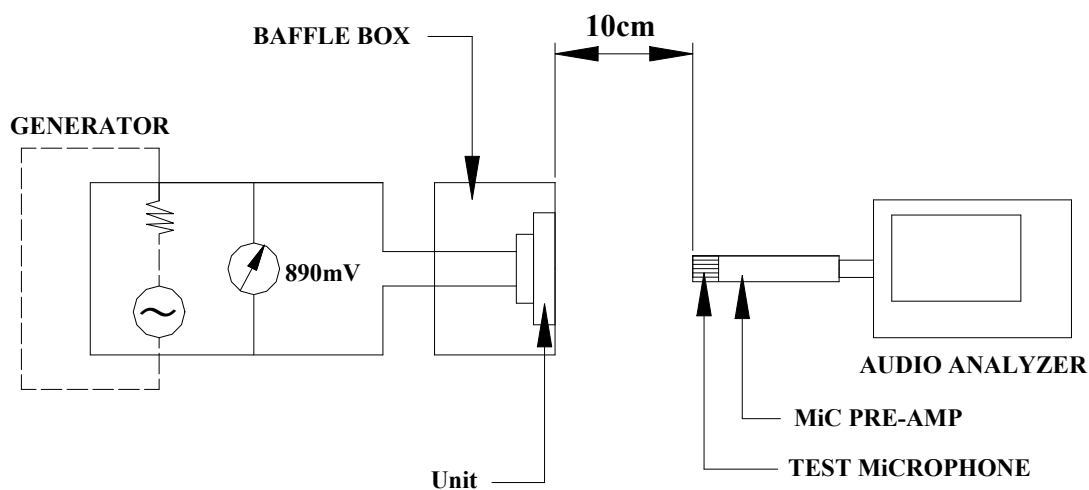 10cm
BAFFLE BOX
GENERATOR
890mV
AUDIO ANALYZER
MiC PRE-AMP
TEST MiCROPHONE
Unit